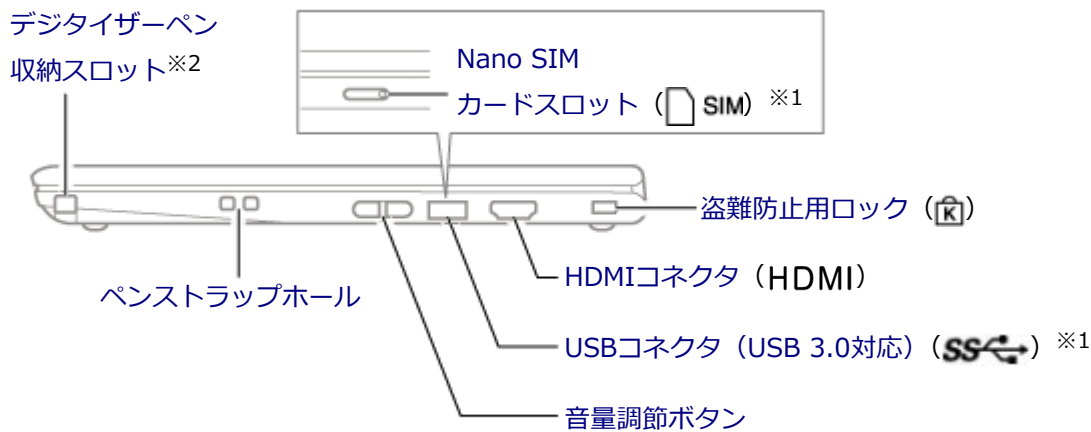 デジタイザーペン
収納スロット※2
Nano SIM
カードスロット（SIM）※1
盗難防止用ロック（K）
HDMIコネクタ（HDMI）
ペンストラップホール
USBコネクタ（USB 3.0対応）（SS）※1
音量調節ボタン